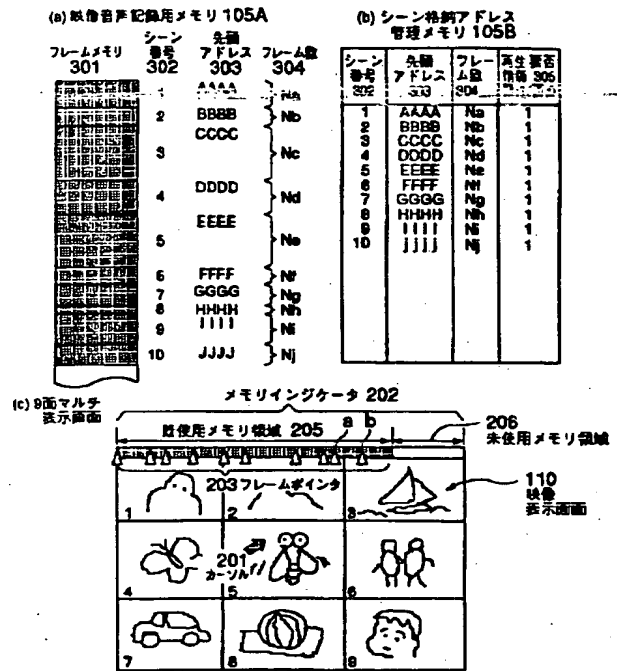 (a) 映像音声記録用メモリ 105A
フレームメモリ
301
シーン
番号
302
先頭
アドレス
303
フレーム数
304
1 AAAA Na
2 BBBB Nb
3 CCCC Nc
4 DDDD Nd
5 EEEE Ne
6 FFFF Nf
7 GGGG Ng
8 HHHH Nh
9 IIII Ni
10 JJJJ Nj
(b) シーン格納アドレス
管理メモリ 105B
シーン
番号
302
先頭
アドレス
303
フレー
ム数
304
再生要否
情報 305
1 AAAA Na 1
2 BBBB Nb 1
3 CCCC Nc 1
4 DDDD Nd 1
5 EEEE Ne 1
6 FFFF Nf 1
7 GGGG Ng 1
8 HHHH Nh 1
9 IIII Ni 1
10 jjjj Nj 1
(c) 9面マルチ
表示画面
メモリインジケータ 202
既使用メモリ領域 205
a b
206
未使用メモリ領域
203 フレームポインタ
110
映像
表示画面
1 2 3
201
カーソル
4 5 6
7 8 9